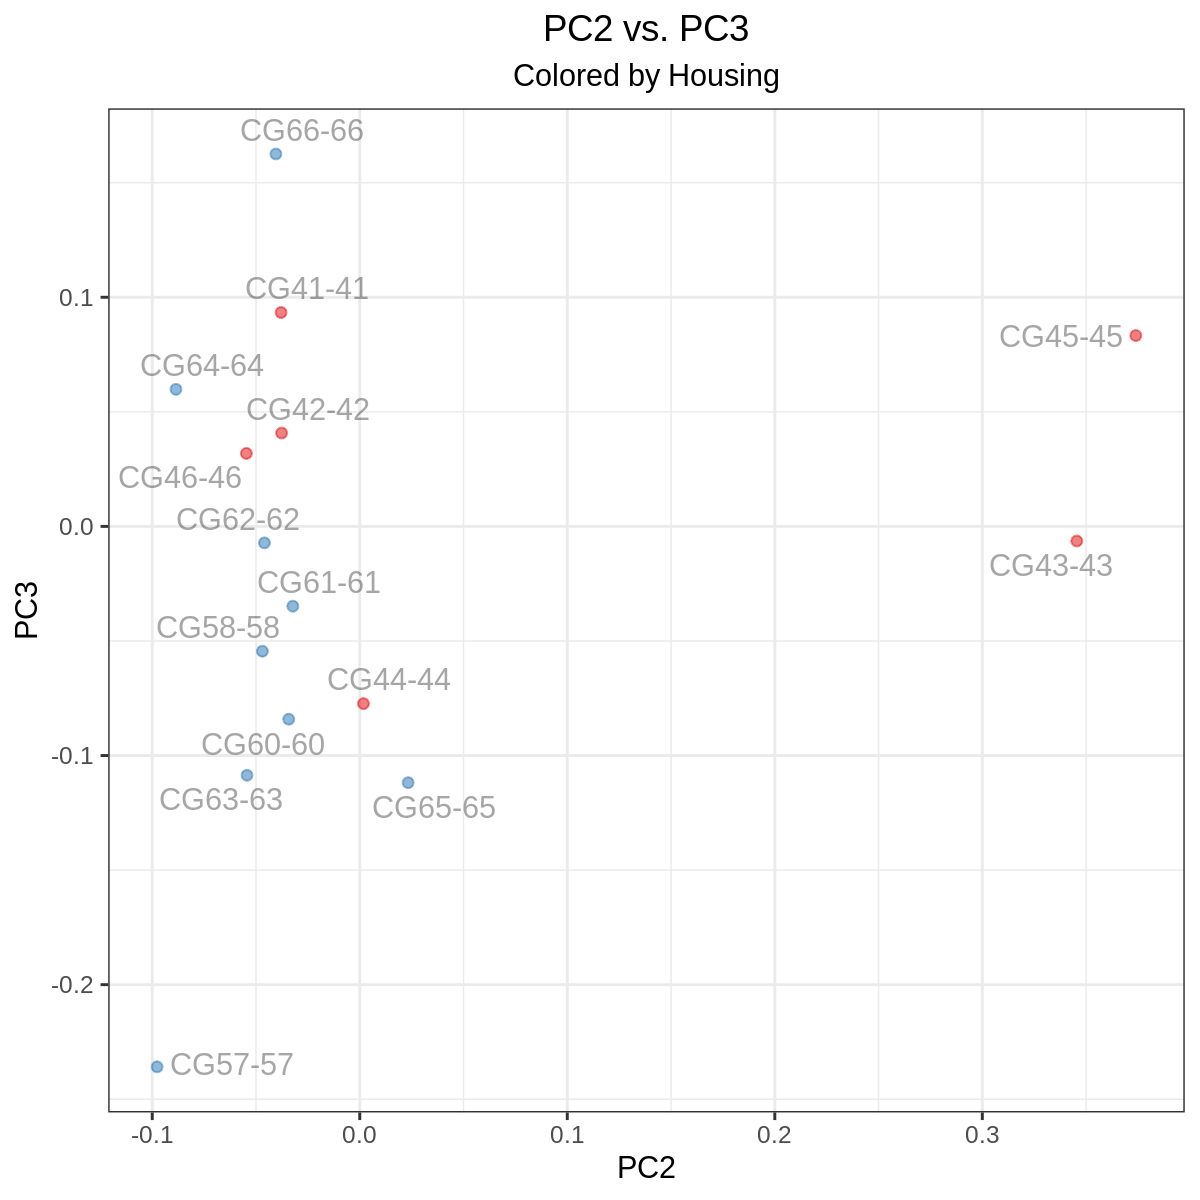 PC2 vs. PC3
Colored by Housing
CG66-66
CG41-41
CG45-45
CG64-64
CG42-42
CG46-46
CG62-62
CG43-43
CG61-61
CG58-58
CG44-44
CG60-60
CG63-63
CG65-65
CG57-57
0.1
0.0
-0.1
-0.2
PC3
-0.1
0.0
0.1
0.2
0.3
PC2